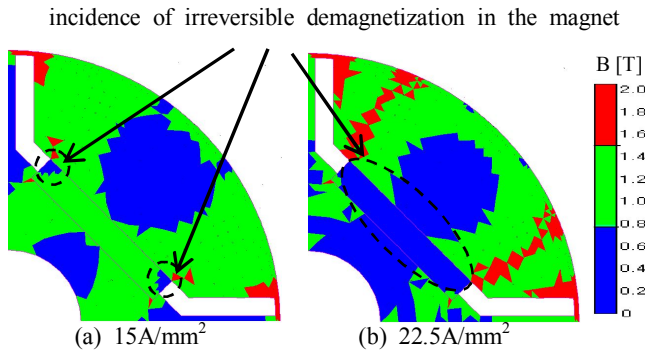 incidence of irreversible demagnetization in the magnet
B [T]
2.0
1.8
1.6
1.4
1.2
1.0
0.8
0.6
0.4
0.2
0
(a) 15A/mm²
(b) 22.5A/mm²